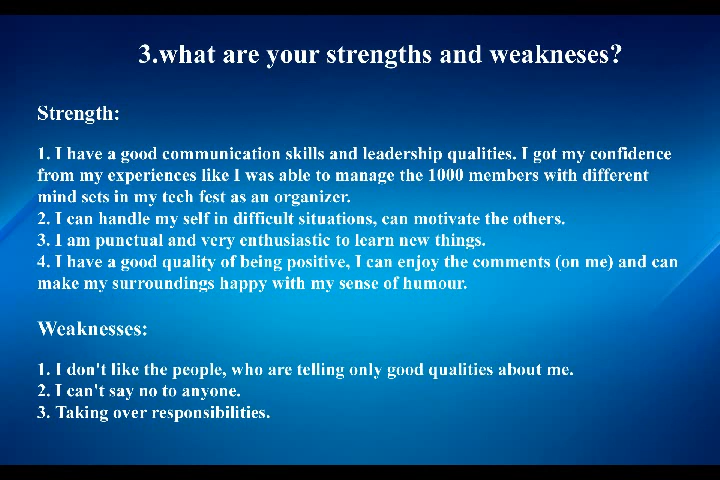 3.what are your strengths and weakneses?
Strength:
1. I have a good communication skills and leadership qualities. I got my confidence
from my experiences like I was able to manage the 1000 members with different
mind sets in my tech fest as an organizer.
2. I can handle my self in difficult situations, can motivate the others.
3. I am punctual and very enthusiastic to learn new things.
4. I have a good quality of being positive, I can enjoy the comments (on me) and can
make my surroundings happy with my sense of humour.
Weaknesses:
1. I don't like the people, who are telling only good qualities about me.
2. I can't say no to anyone.
3. Taking over responsibilities.